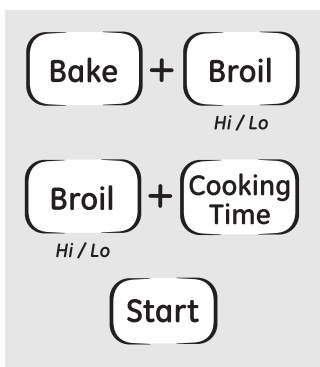 Bake + Broil
Hi / Lo
Broil + Cooking
Time
Hi / Lo
Start